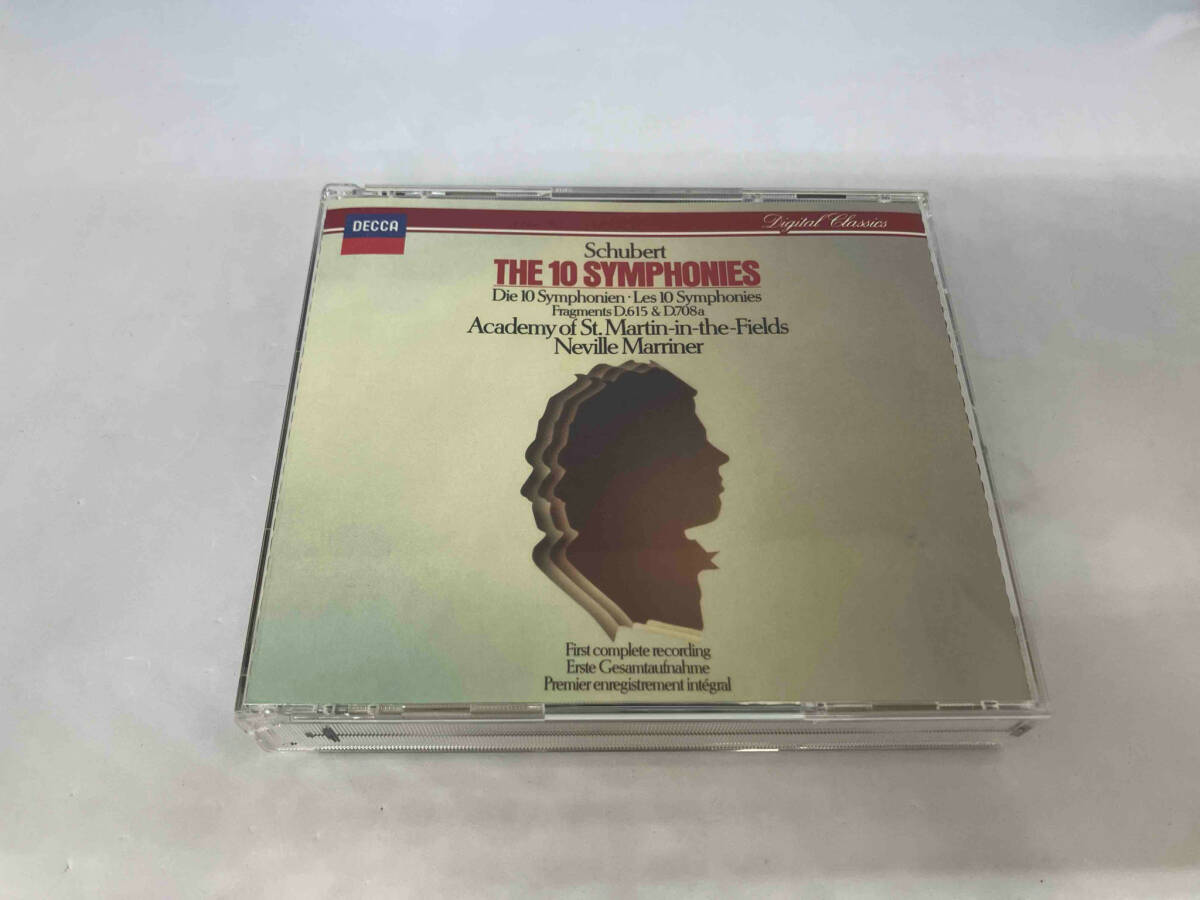 DECCA
Digital Classics
Schubert
THE 10 SYMPHONIES
Die 10 Symphonien · Les 10 Symphonies
Fragments D.615 & D.708a
Academy of St. Martin-in-the-Fields
Neville Marriner
First complete recording
Erste Gesamtaufnahme
Premier enregistrement intégral